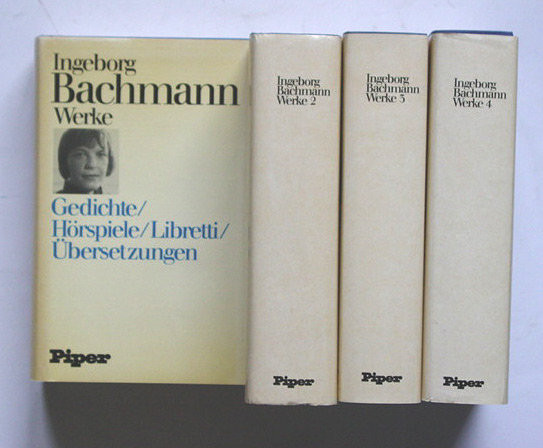 Ingeborg
Bachmann
Werke
Gedichte/
Hörspiele/Libretti/
Übersetzungen
Piper
Ingeborg
Bachmann
Werke 2
Piper
Ingeborg
Bachmann
Werke 3
Piper
Ingeborg
Bachmann
Werke 4
Piper